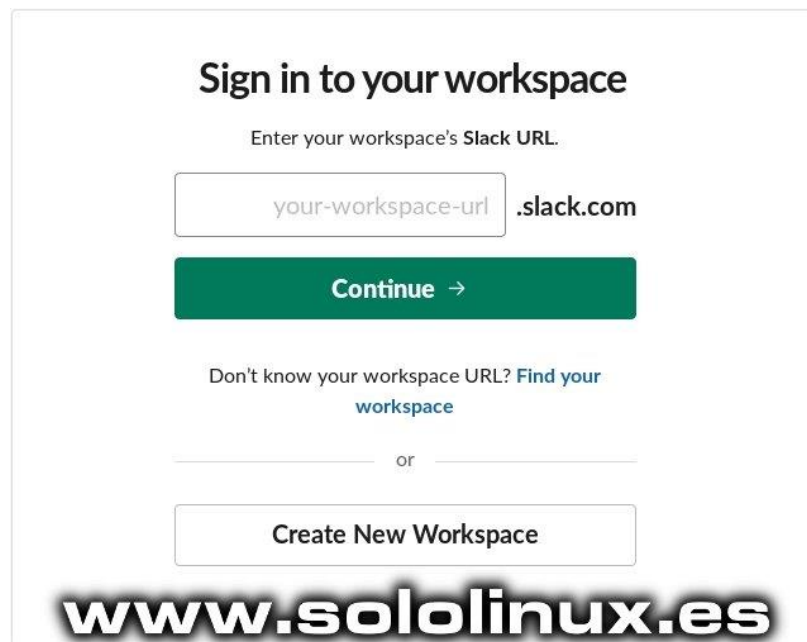 Sign in to your workspace
Enter your workspace's Slack URL.
your-workspace-url .slack.com
Continue →
Don't know your workspace URL? Find your
workspace
or
Create New Workspace
www.sololinux.es